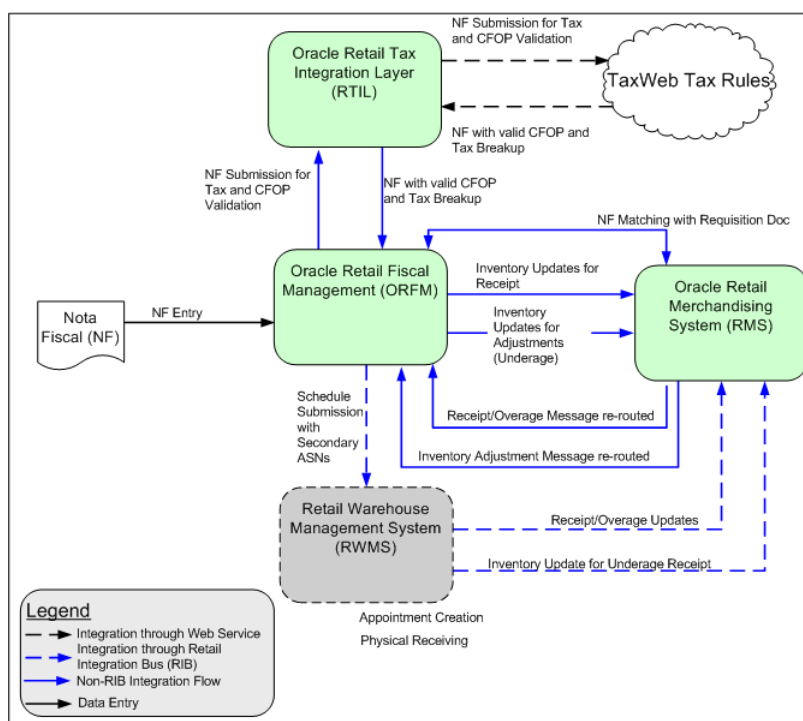 NF Submission for Tax
and CFOP Validation
Oracle Retail Tax
Integration Layer
(RTIL)
TaxWeb Tax Rules
NF with valid CFOP and
Tax Breakup
NF Submission for
Tax and CFOP
Validation
NF with valid CFOP
and Tax Breakup
NF Matching with Requisition Doc
Oracle Retail Fiscal
Management (ORFM)
Inventory Updates for
Receipt
Oracle Retail
Merchandising
System (RMS)
Nota
Fiscal (NF)
NF Entry
Inventory
Updates for
Adjustments
(Underage)
Schedule
Submission
with
Secondary
ASNs
Receipt/Overage Message re-routed
Inventory Adjustment Message re-routed
Retail Warehouse
Management System
(RWMS)
Receipt/Overage Updates
Inventory Update for Underage Receipt
Appointment Creation
Physical Receiving
Legend
Integration through Web Service
Integration through Retail
Integration Bus (RIB)
Non-RIB Integration Flow
Data Entry